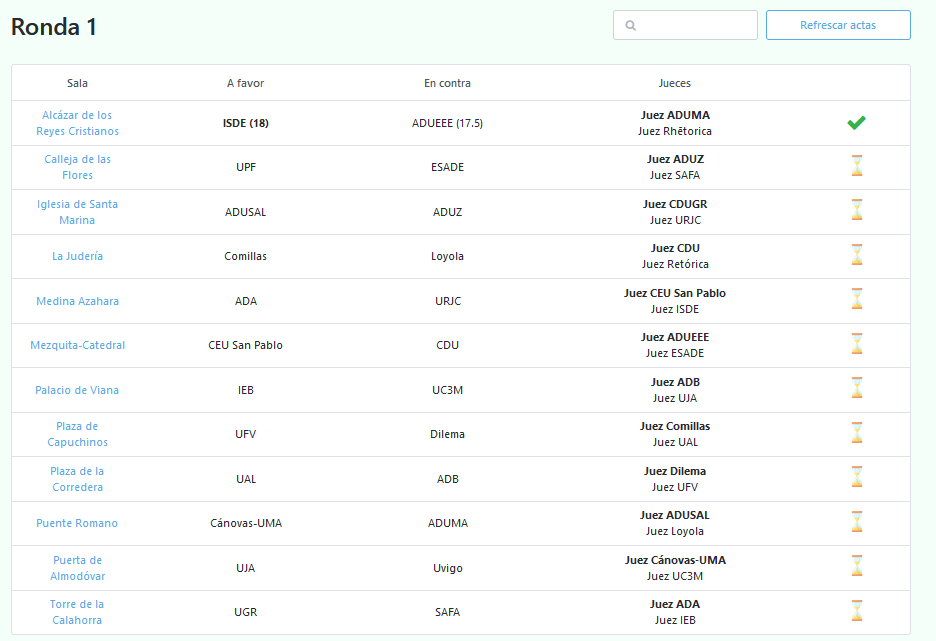 Ronda 1
Refrescar actas
Sala A favor En contra Jueces
Alcázar de los
Reyes Cristianos
ISDE (18)
ADUEEE (17.5)
Juez ADUMA
Juez Rhêtorica
Calleja de las
Flores
UPF
ESADE
Juez ADUZ
Juez SAFA
Iglesia de Santa
Marina
ADUSAL
ADUZ
Juez CDUGR
Juez URJC
La Judería
Comillas
Loyola
Juez CDU
Juez Retórica
Medina Azahara
ADA
URJC
Juez CEU San Pablo
Juez ISDE
Mezquita-Catedral
CEU San Pablo
CDU
Juez ADUEEE
Juez ESADE
Palacio de Viana
IEB
UC3M
Juez ADB
Juez UJA
Plaza de
Capuchinos
UFV
Dilema
Juez Comillas
Juez UAL
Plaza de la
Corredera
UAL
ADB
Juez Dilema
Juez UFV
Puente Romano
Cánovas-UMA
ADUMA
Juez ADUSAL
Juez Loyola
Puerta de
Almodóvar
UJA
Uvigo
Juez Cánovas-UMA
Juez UC3M
Torre de la
Calahorra
UGR
SAFA
Juez ADA
Juez IEB